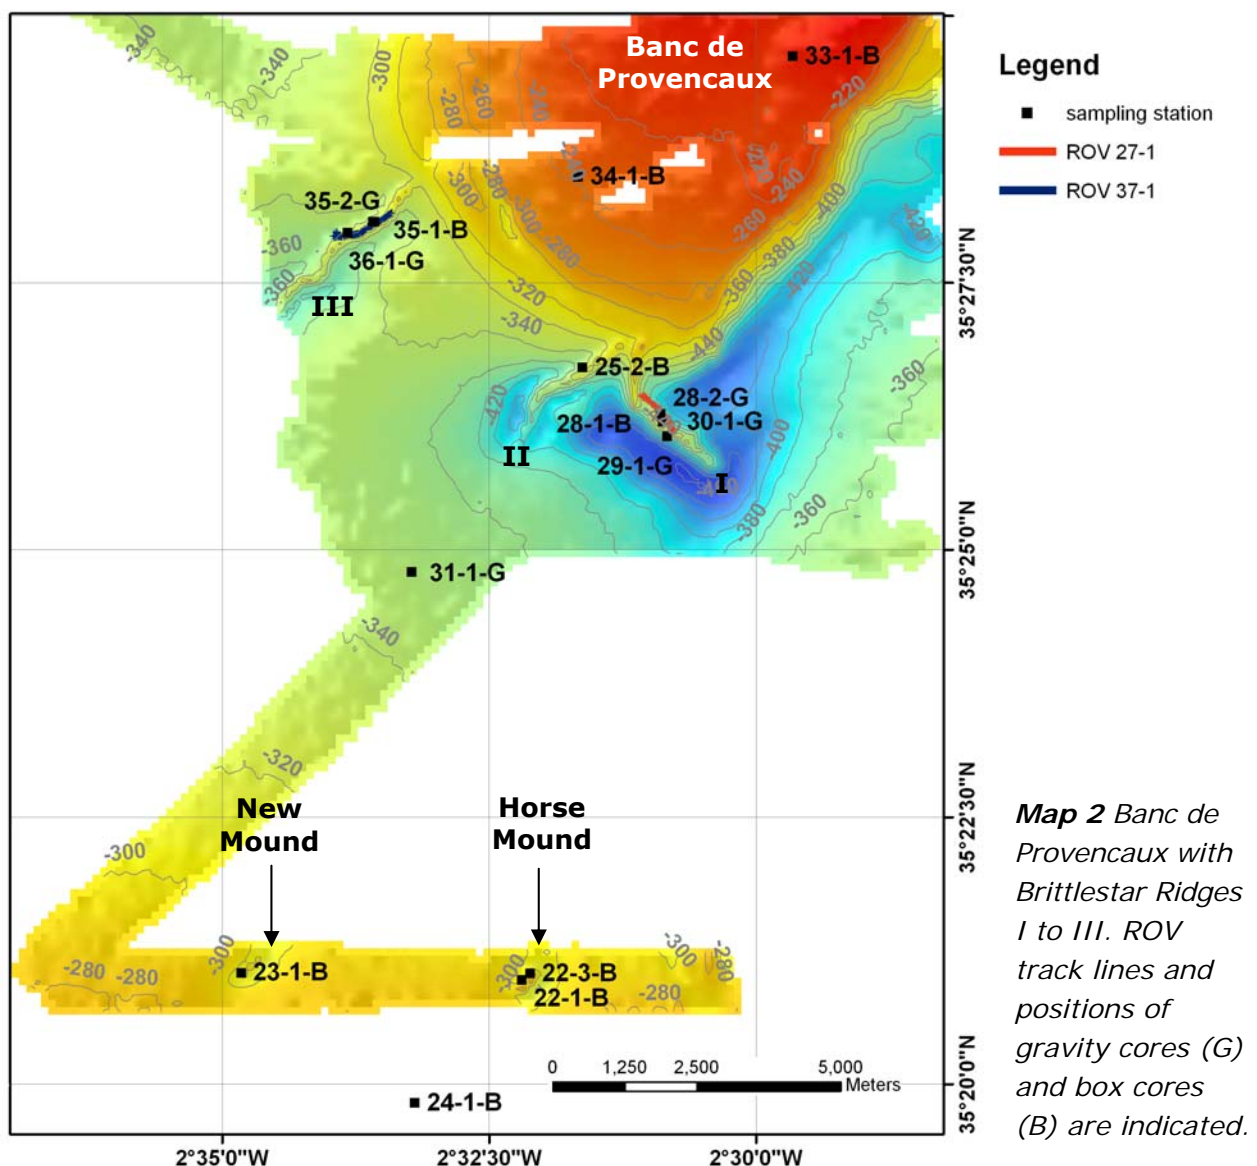 Banc de
Provencaux
33-1-B
34-1-B
35-2-G
35-1-B
36-1-G
III
25-2-B
28-2-G
28-1-B
30-1-G
29-1-G
II
I
31-1-G
New
Mound
Horse
Mound
23-1-B
22-3-B
22-1-B
24-1-B
-340
-340
-300
-280
-260
-240
-220
-240
-420
-240
-260
-300
-280
-300
-280
-400
-420
-380
-360
-420
-360
-360
-320
-340
-440
-420
-360
-400
-360
-380
-340
-320
-300
-280
-280
-300
-300
-300
-280
-280
0 1,250 2,500 5,000
Meters
35°27'30"N
35°25'0"N
35°22'30"N
35°20'0"N
2°35'0"W 2°32'30"W 2°30'0"W
Legend
sampling station
ROV 27-1
ROV 37-1
Map 2 Banc de
Provencaux with
Brittlestar Ridges
I to III. ROV
track lines and
positions of
gravity cores (G)
and box cores
(B) are indicated.